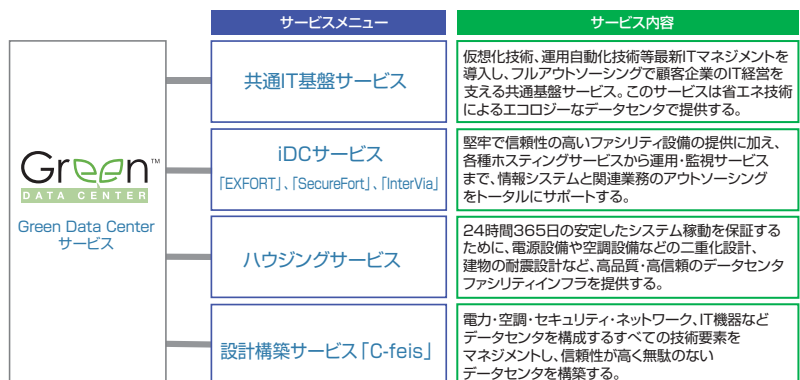 サービスメニュー
サービス内容
Green™
DATA CENTER
Green Data Center
サービス
共通IT基盤サービス
仮想化技術、運用自動化技術等最新ITマネジメントを
導入し、フルアウトソーシングで顧客企業のIT経営を
支える共通基盤サービス。このサービスは省エネ技術
によるエコロジーなデータセンタで提供する。
iDCサービス
「EXFORT」、「SecureFort」、「InterVia」
堅牢で信頼性の高いファシリティ設備の提供に加え、
各種ホスティングサービスから運用・監視サービス
まで、情報システムと関連業務のアウトソーシング
をトータルにサポートする。
ハウジングサービス
24時間365日の安定したシステム稼動を保証する
ために、電源設備や空調設備などの二重化設計、
建物の耐震設計など、高品質・高信頼のデータセンタ
ファシリティインフラを提供する。
設計構築サービス「C-feis」
電力・空調・セキュリティ・ネットワーク、IT機器など
データセンタを構成するすべての技術要素を
マネジメントし、信頼性が高く無駄のない
データセンタを構築する。